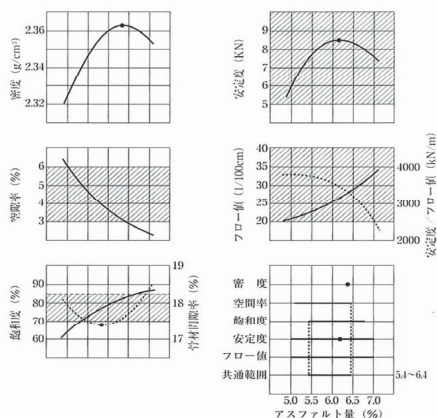 密度 (g/cm³)
2.36
2.34
2.32
安定度 (KN)
9
8
7
6
5
空隙率 (%)
6
5
4
3
フロー値 (1/100cm)
40
35
30
25
20
4000
3000
2000
安定度/フロー値 (kN/m)
飽和度 (%)
90
80
70
60
19
18
17
骨材間隙率 (%)
密度
空間率
飽和度
安定度
フロー値
共通範囲
5.4~6.4
5.0 5.5 6.0 6.5 7.0
アスファルト量 (%)